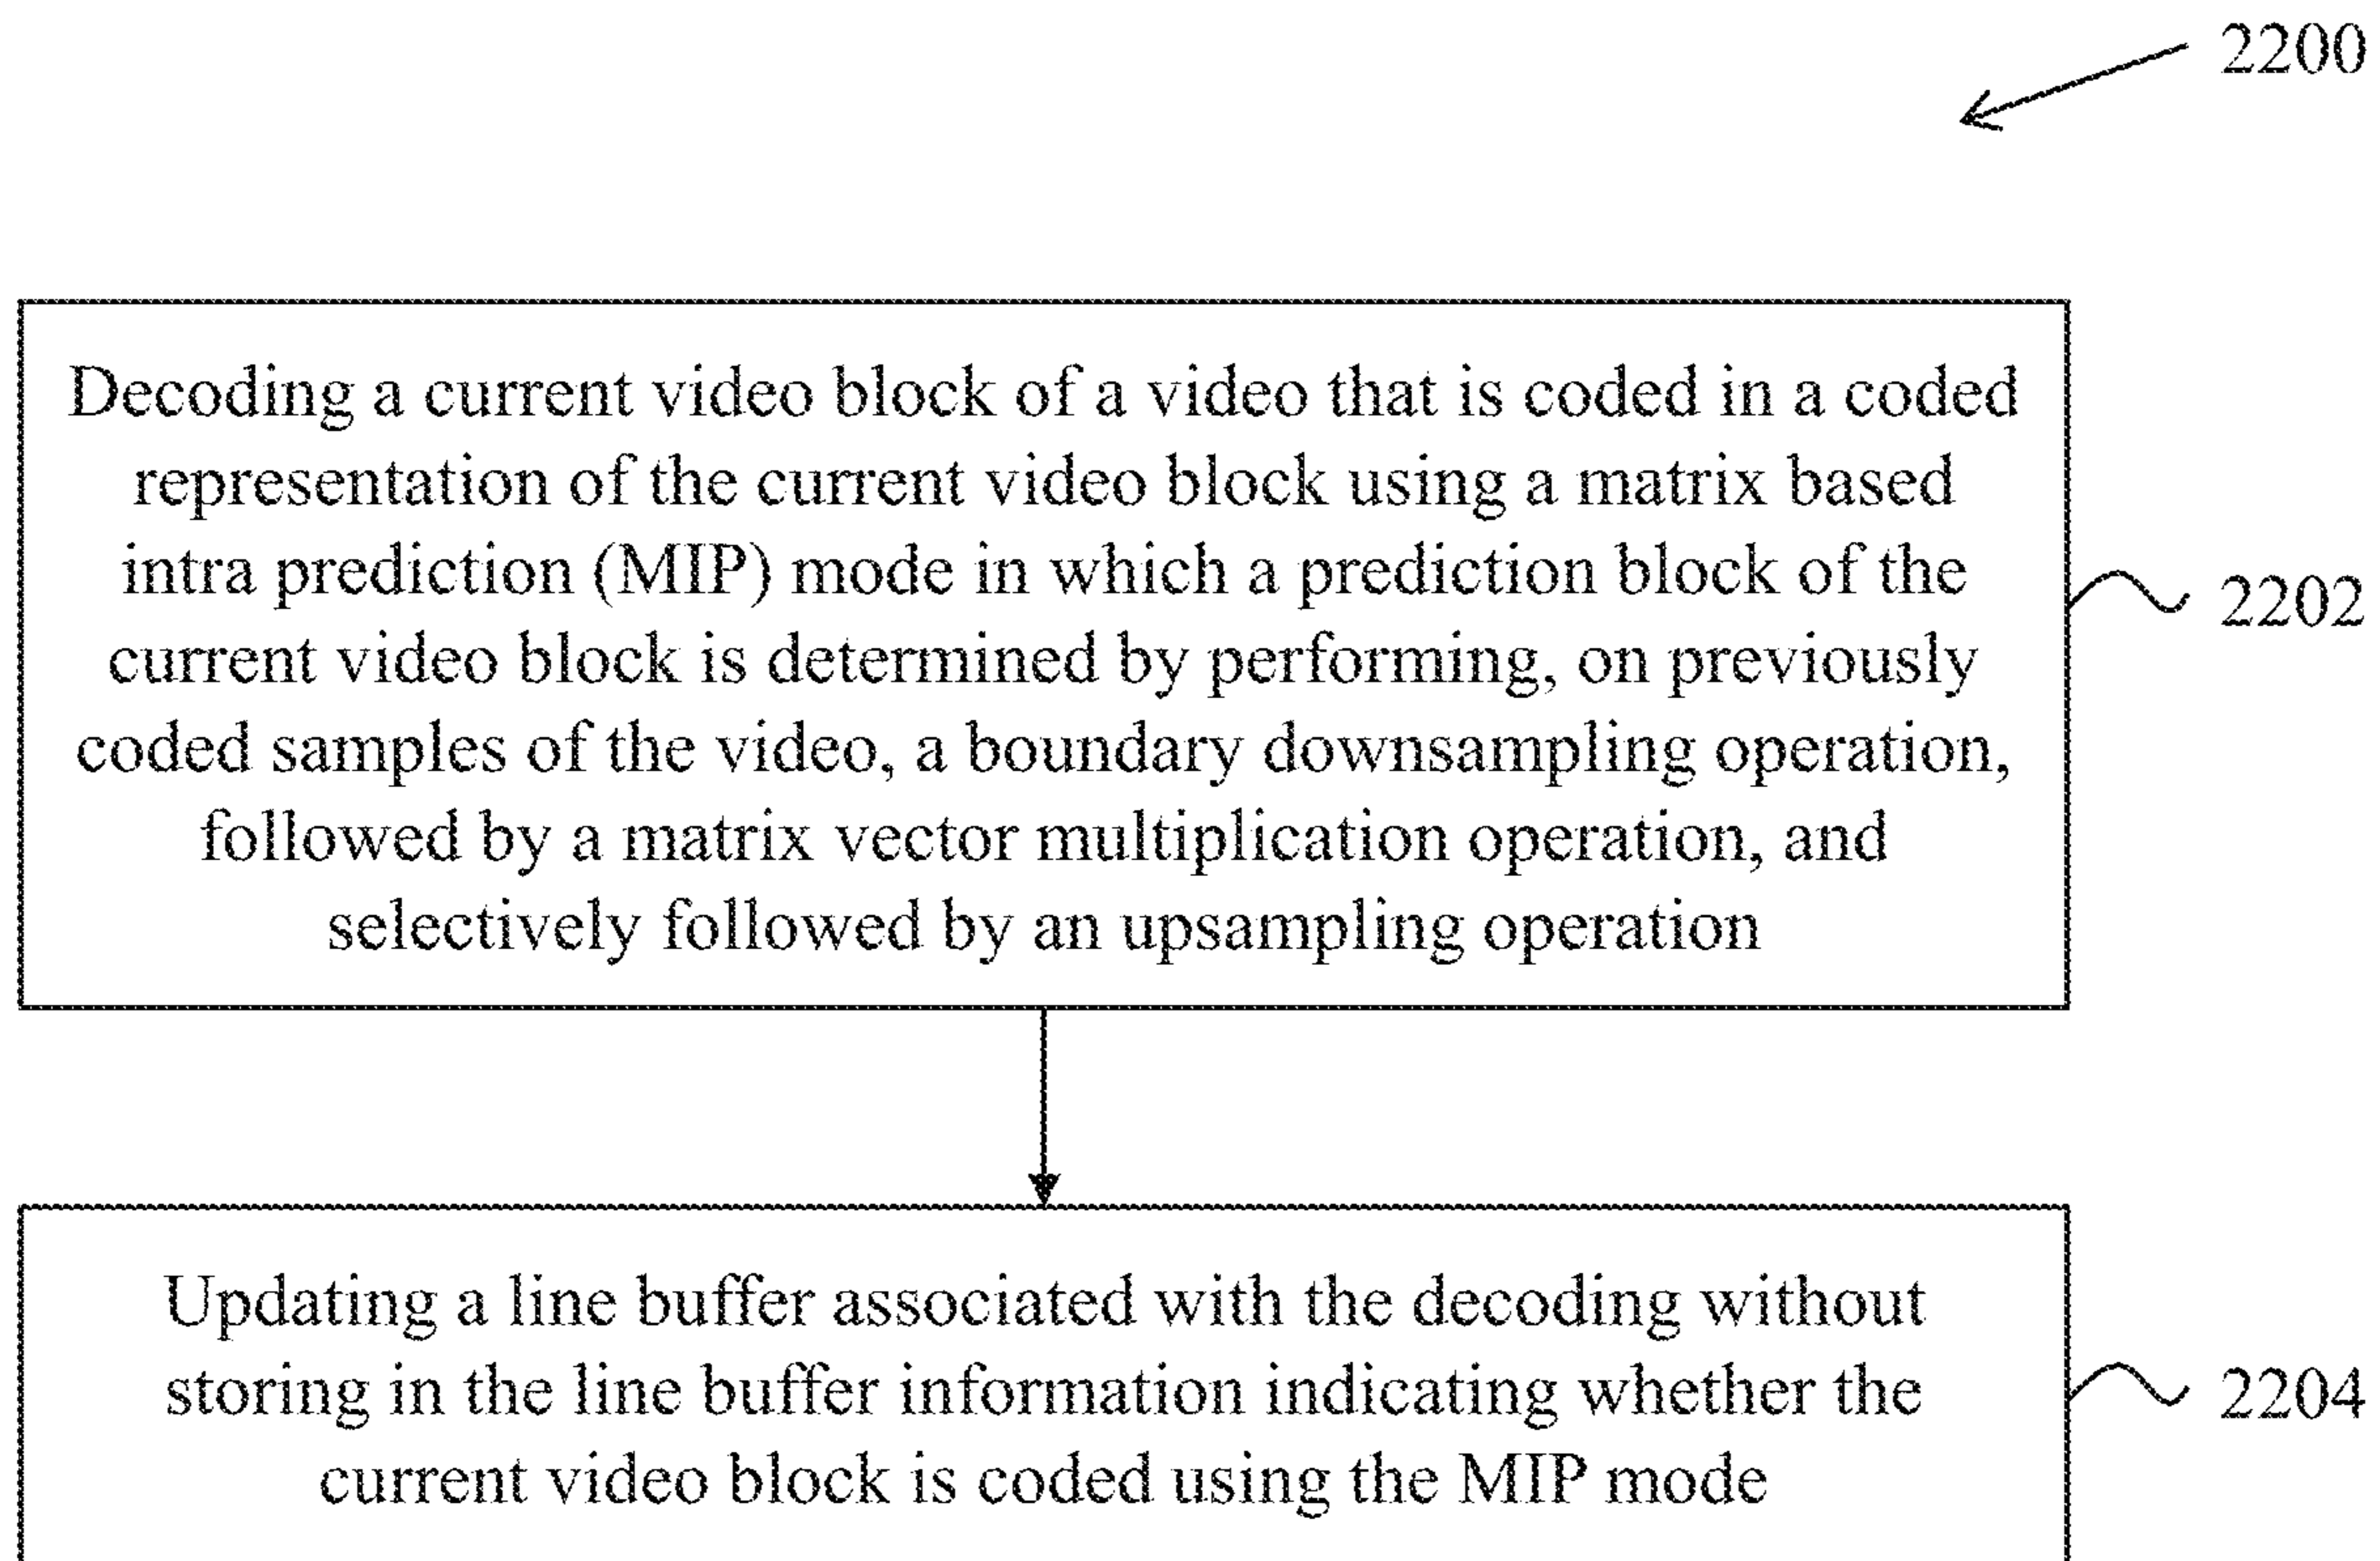 2200
Decoding a current video block of a video that is coded in a coded
representation of the current video block using a matrix based
intra prediction (MIP) mode in which a prediction block of the
current video block is determined by performing, on previously
coded samples of the video, a boundary downsampling operation,
followed by a matrix vector multiplication operation, and
selectively followed by an upsampling operation
2202
Updating a line buffer associated with the decoding without
storing in the line buffer information indicating whether the
current video block is coded using the MIP mode
2204